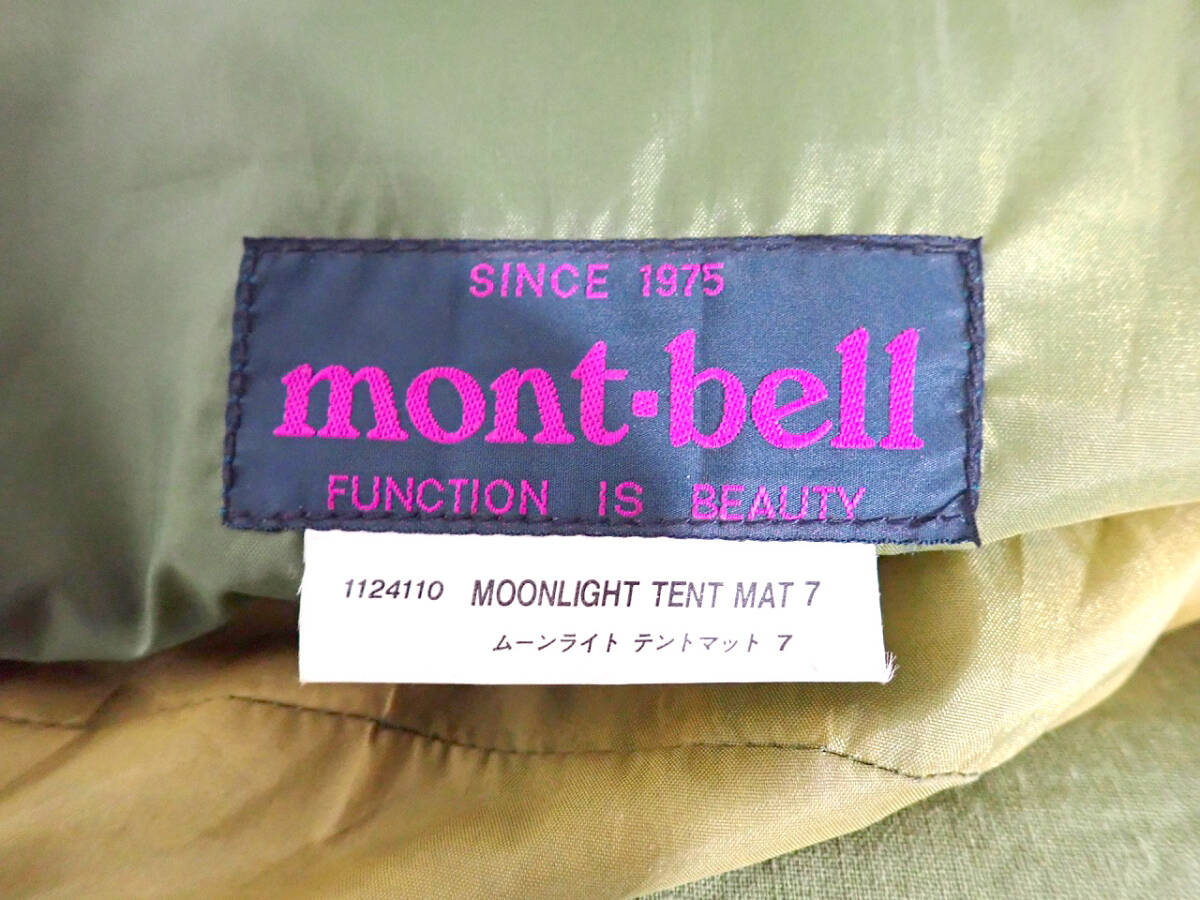 SINCE 1975
mont·bell
FUNCTION IS BEAUTY
1124110 MOONLIGHT TENT MAT 7
ムーンライト テントマット 7